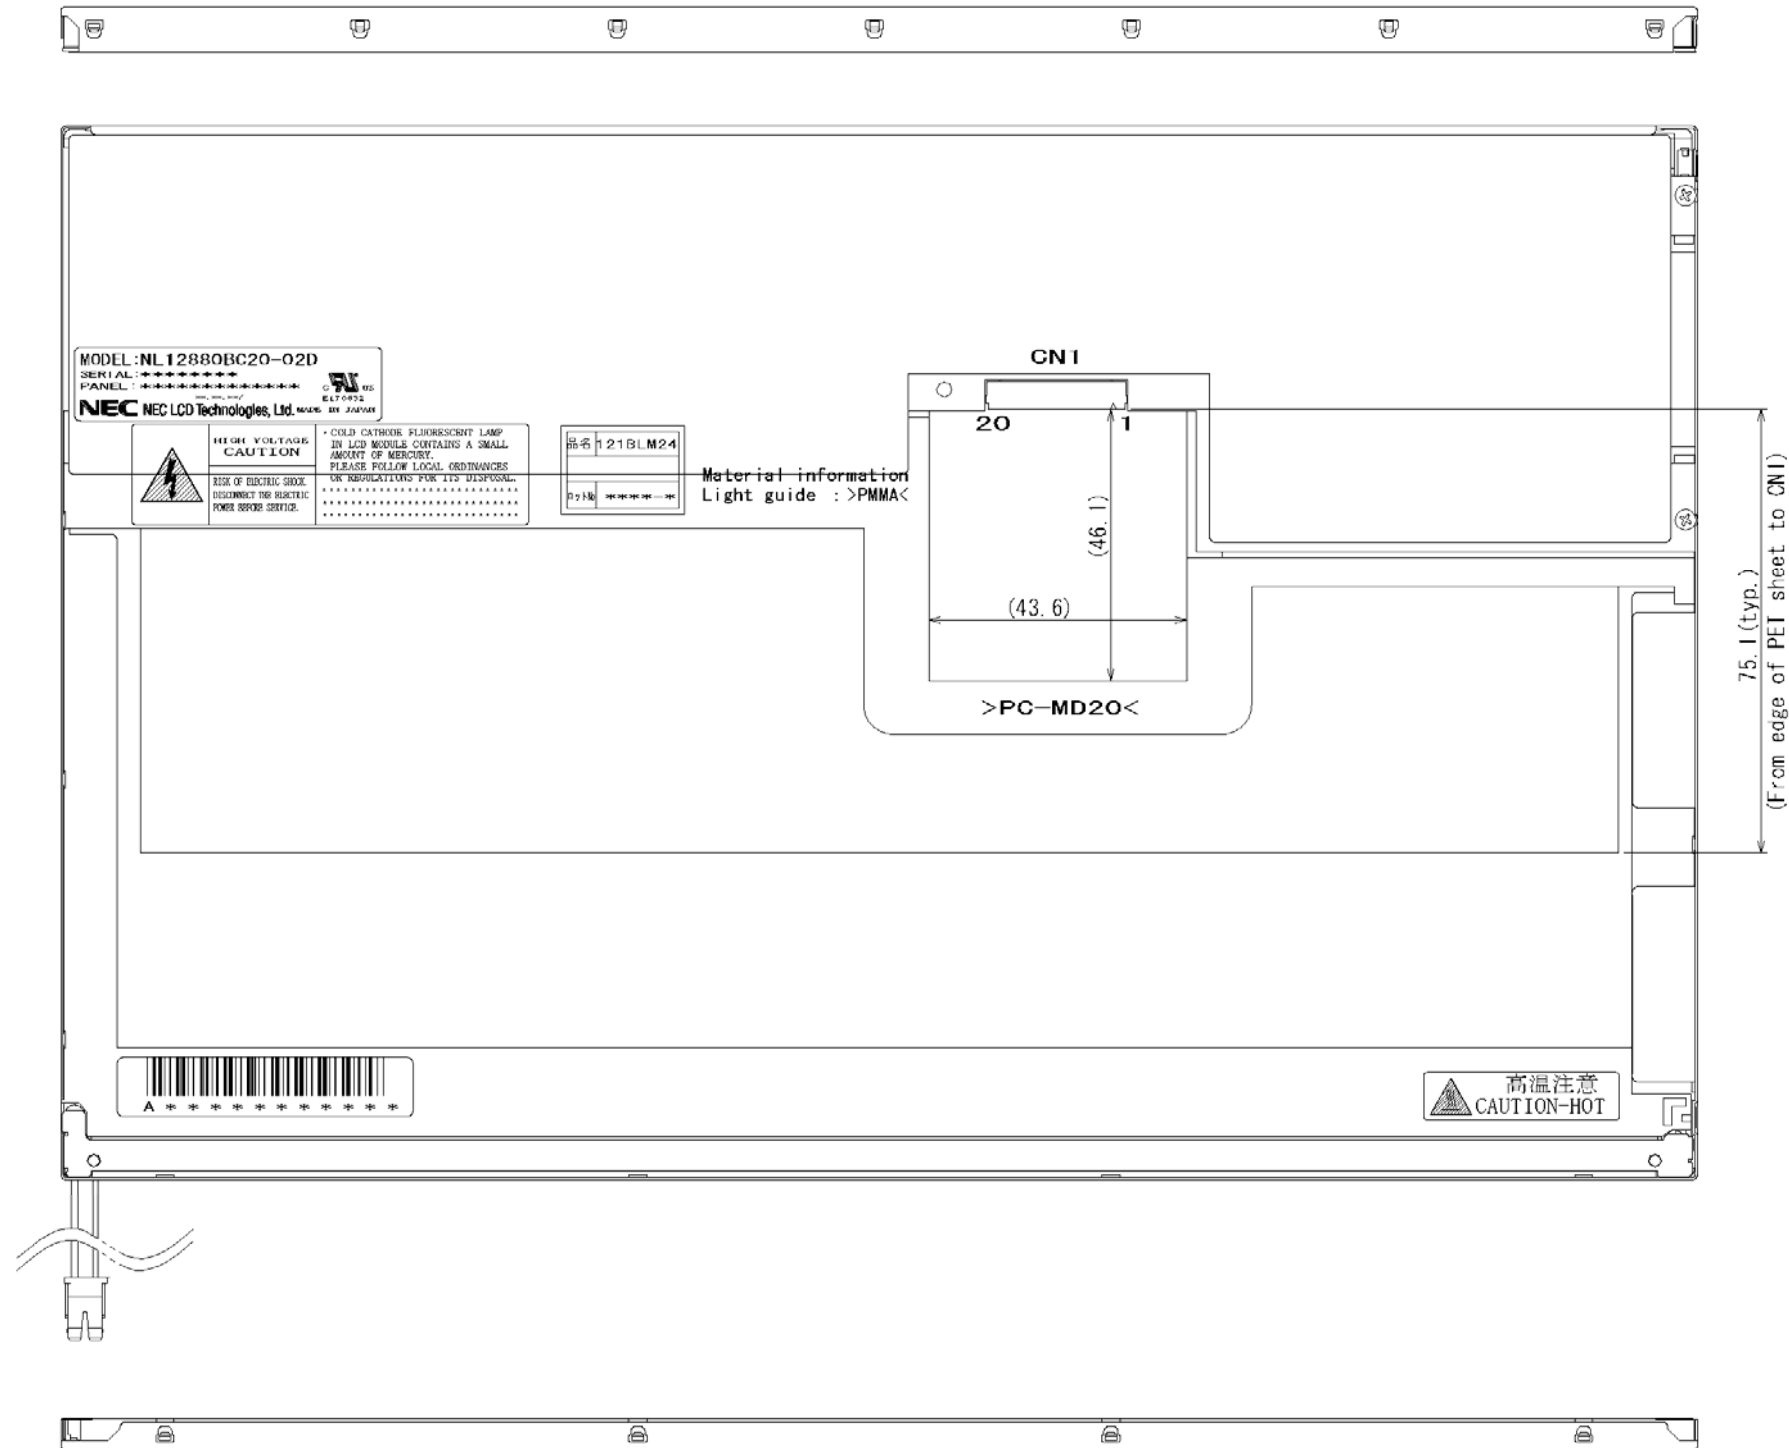 MODEL:NL12880BC20-02D
SERIAL:********
PANEL:****************
C UL US
E170632
NEC NEC LCD Technologies, Ltd. MADE IN JAPAN
HIGH VOLTAGE
CAUTION
RISK OF ELECTRIC SHOCK.
DISCONNECT THE ELECTRIC
POWER BEFORE SERVICE.
・COLD CATHODE FLUORESCENT LAMP
IN LCD MODULE CONTAINS A SMALL
AMOUNT OF MERCURY.
PLEASE FOLLOW LOCAL ORDINANCES
OR REGULATIONS FOR ITS DISPOSAL.
品名 121BLM24
ロットNo ****-*
Material information
Light guide : >PMMA<
CN1
20 1
(46.1)
(43.6)
>PC-MD20<
75.1(typ.)
(From edge of PET sheet to CN1)
A * * * * * * * * * * *
高温注意
CAUTION-HOT